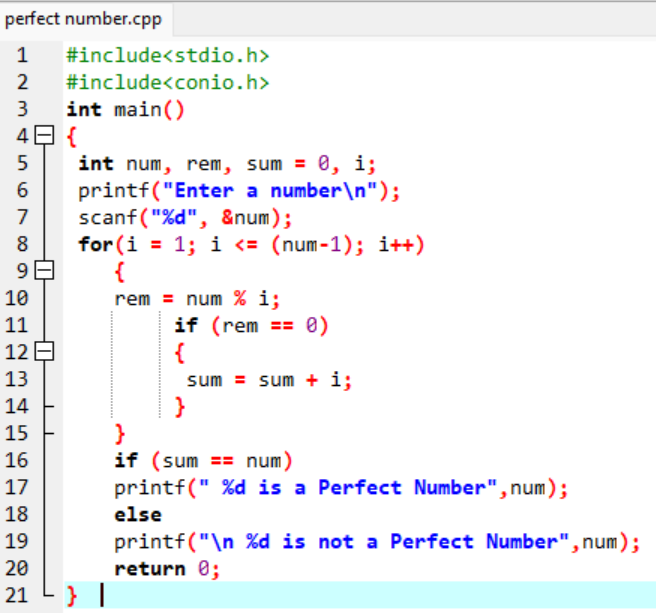 perfect number.cpp
1 #include<stdio.h>
2 #include<conio.h>
3 int main()
4 {
5 int num, rem, sum = 0, i;
6 printf("Enter a number\n");
7 scanf("%d", &num);
8 for(i = 1; i <= (num-1); i++)
9 {
10 rem = num % i;
11 if (rem == 0)
12 {
13 sum = sum + i;
14 }
15 }
16 if (sum == num)
17 printf(" %d is a Perfect Number",num);
18 else
19 printf("\n %d is not a Perfect Number",num);
20 return 0;
21 }